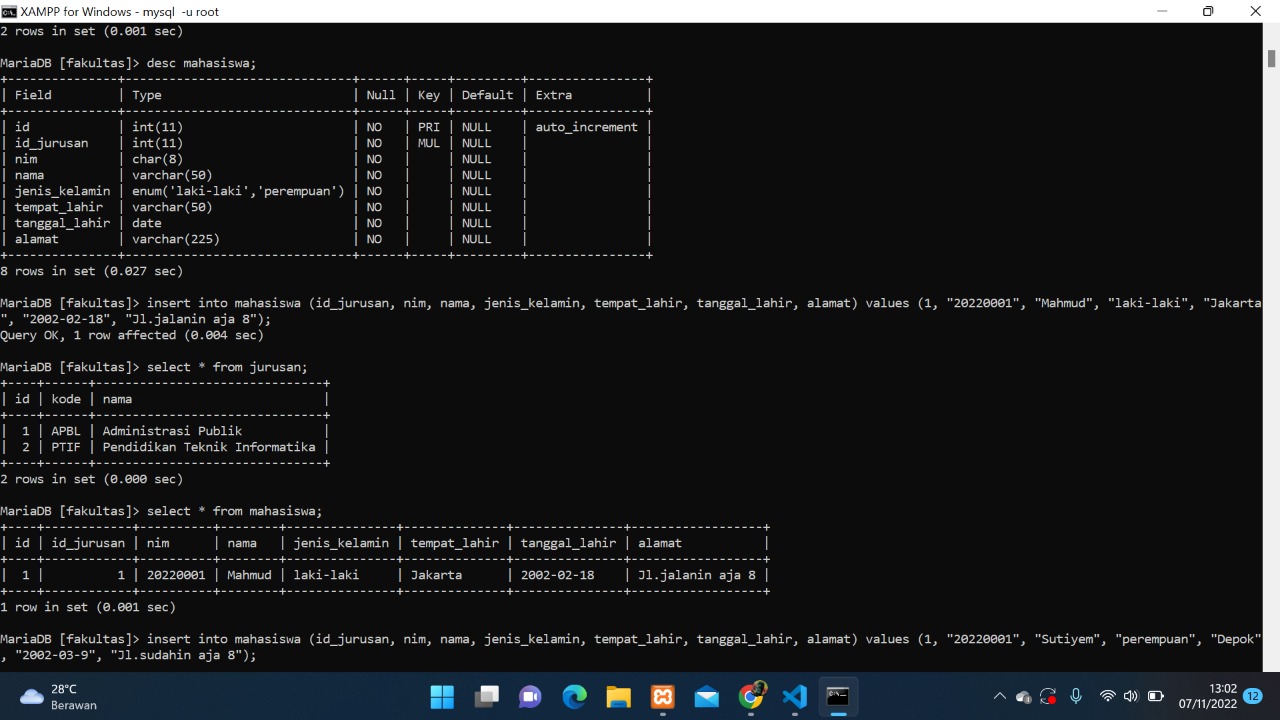 XAMPP for Windows - mysql  -u root
2 rows in set (0.001 sec)
MariaDB [fakultas]> desc mahasiswa;
+---------------+-------------------------------+------+-----+---------+----------------+
| Field         | Type                          | Null | Key | Default | Extra          |
+---------------+-------------------------------+------+-----+---------+----------------+
| id            | int(11)                       | NO   | PRI | NULL    | auto_increment |
| id_jurusan    | int(11)                       | NO   | MUL | NULL    |                |
| nim           | char(8)                       | NO   |     | NULL    |                |
| nama          | varchar(50)                   | NO   |     | NULL    |                |
| jenis_kelamin | enum('laki-laki','perempuan') | NO   |     | NULL    |                |
| tempat_lahir  | varchar(50)                   | NO   |     | NULL    |                |
| tanggal_lahir | date                          | NO   |     | NULL    |                |
| alamat        | varchar(225)                  | NO   |     | NULL    |                |
+---------------+-------------------------------+------+-----+---------+----------------+
8 rows in set (0.027 sec)
MariaDB [fakultas]> insert into mahasiswa (id_jurusan, nim, nama, jenis_kelamin, tempat_lahir, tanggal_lahir, alamat) values (1, "20220001", "Mahmud", "laki-laki", "Jakarta
", "2002-02-18", "Jl.jalanin aja 8");
Query OK, 1 row affected (0.004 sec)
MariaDB [fakultas]> select * from jurusan;
+----+------+-------------------------------+
| id | kode | nama                          |
+----+------+-------------------------------+
|  1 | APBL | Administrasi Publik           |
|  2 | PTIF | Pendidikan Teknik Informatika |
+----+------+-------------------------------+
2 rows in set (0.000 sec)
MariaDB [fakultas]> select * from mahasiswa;
+----+------------+----------+--------+---------------+--------------+---------------+------------------+
| id | id_jurusan | nim      | nama   | jenis_kelamin | tempat_lahir | tanggal_lahir | alamat           |
+----+------------+----------+--------+---------------+--------------+---------------+------------------+
|  1 |          1 | 20220001 | Mahmud | laki-laki     | Jakarta      | 2002-02-18    | Jl.jalanin aja 8 |
+----+------------+----------+--------+---------------+--------------+---------------+------------------+
1 row in set (0.001 sec)
MariaDB [fakultas]> insert into mahasiswa (id_jurusan, nim, nama, jenis_kelamin, tempat_lahir, tanggal_lahir, alamat) values (1, "20220001", "Sutiyem", "perempuan", "Depok"
, "2002-03-9", "Jl.sudahin aja 8");
28°C
Berawan
13:02
07/11/2022
12